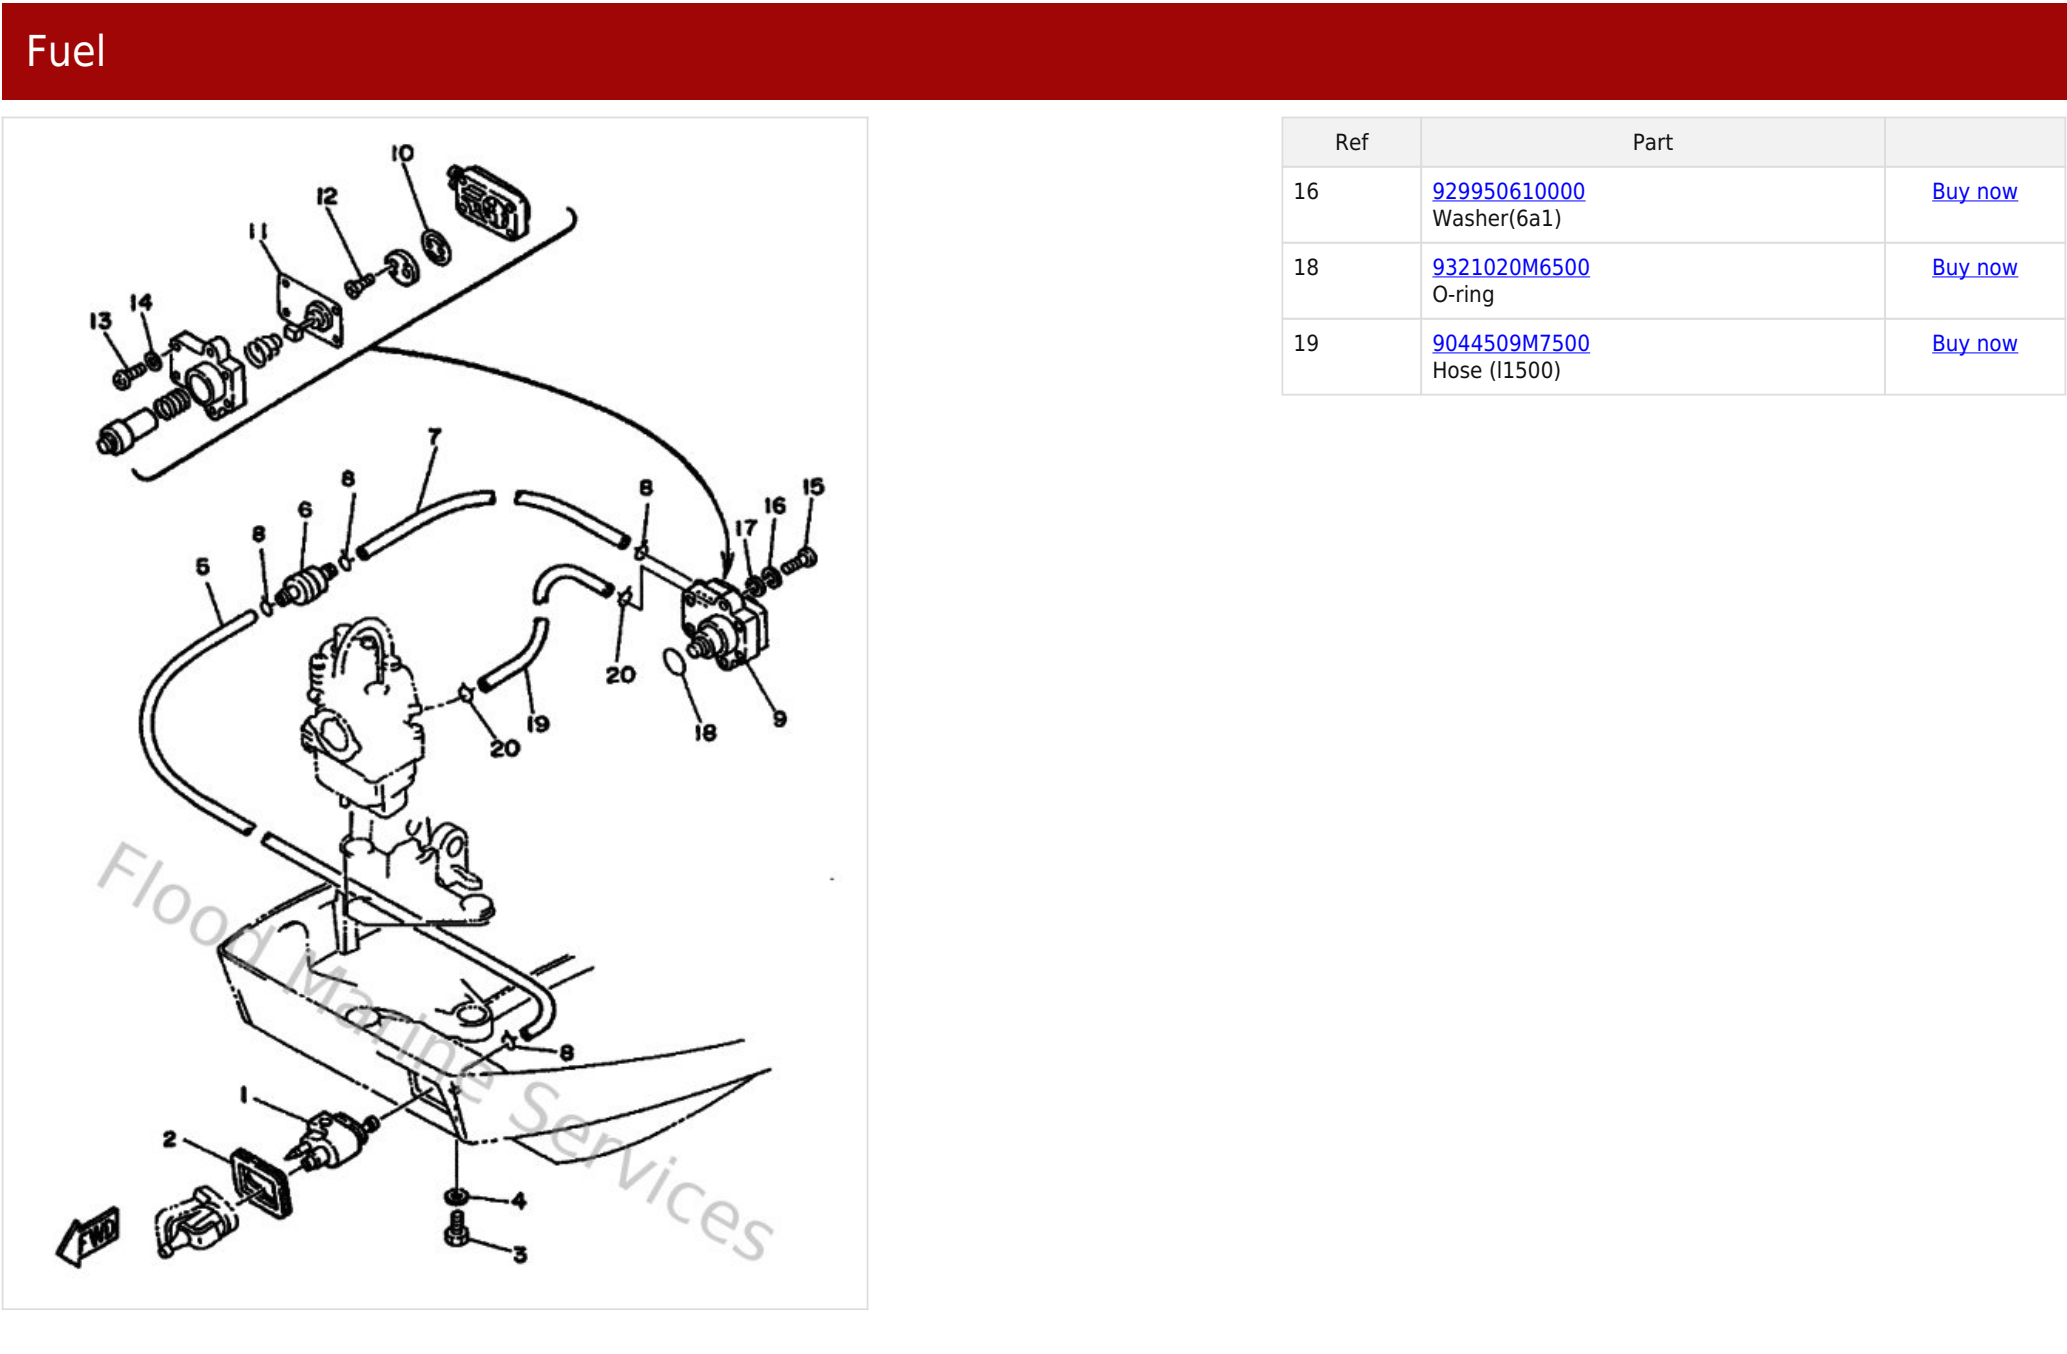 Fuel
10
12
11
14
13
7
8
8
15
6
16
8
17
5
20
9
19
18
20
8
1
2
4
3
FWD
Flood Marine Services
Ref Part
16 929950610000 Buy now
Washer(6a1)
18 9321020M6500 Buy now
O-ring
19 9044509M7500 Buy now
Hose (l1500)